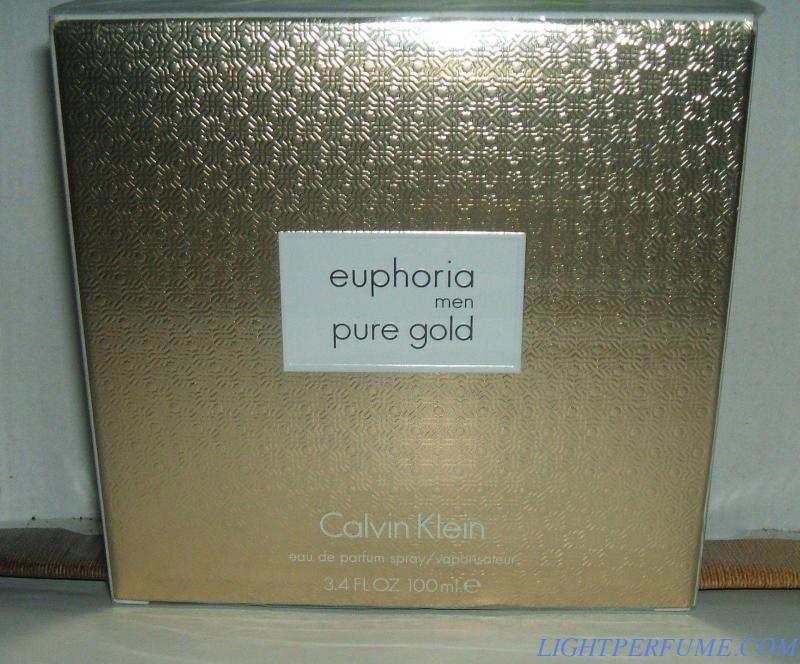 euphoria
men
pure gold
Calvin Klein
eau de parfum spray/vaporisateur
3.4 FL OZ 100 ml ℮
LIGHTPERFUME.COM